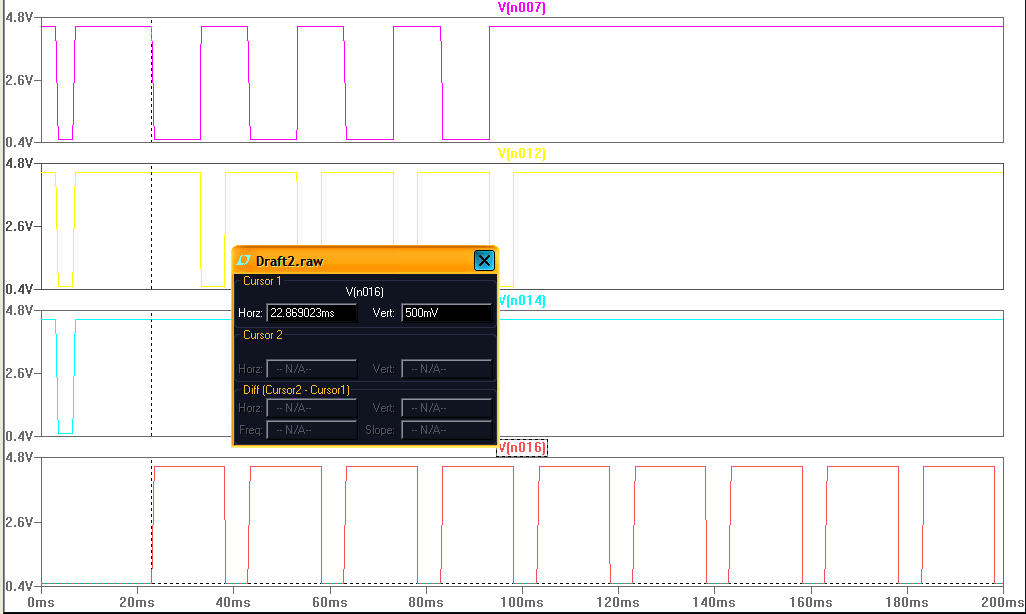 V(n007)
4.8V
2.6V
0.4V
V(n012)
4.8V
2.6V
0.4V
Draft2.raw
Cursor 1
V(n016)
Horz: 22.869023ms Vert: 500mV
Cursor 2
Horz: -- N/A-- Vert: -- N/A--
Diff (Cursor2 - Cursor1)
Horz: -- N/A-- Vert: -- N/A--
Freq: -- N/A-- Slope: -- N/A--
V(n014)
4.8V
2.6V
0.4V
V(n016)
4.8V
2.6V
0.4V
0ms 20ms 40ms 60ms 80ms 100ms 120ms 140ms 160ms 180ms 200ms